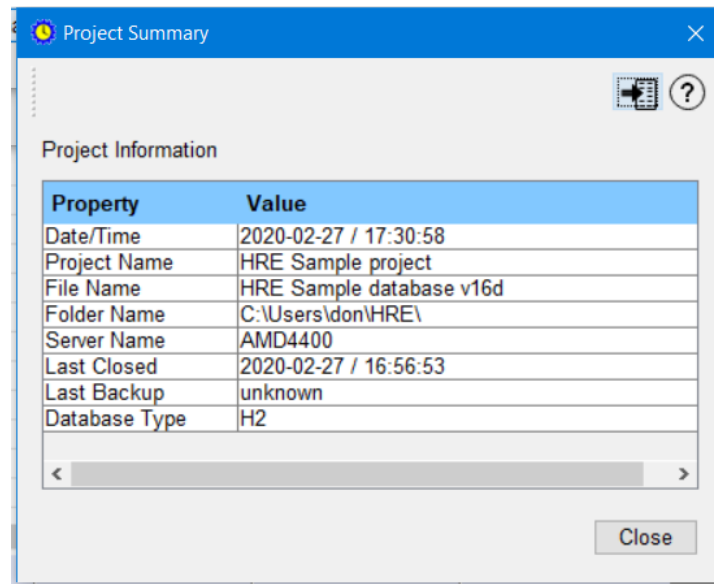 Project Summary
?
Project Information
Property Value
Date/Time 2020-02-27 / 17:30:58
Project Name HRE Sample project
File Name HRE Sample database v16d
Folder Name C:\Users\don\HRE\
Server Name AMD4400
Last Closed 2020-02-27 / 16:56:53
Last Backup unknown
Database Type H2
Close